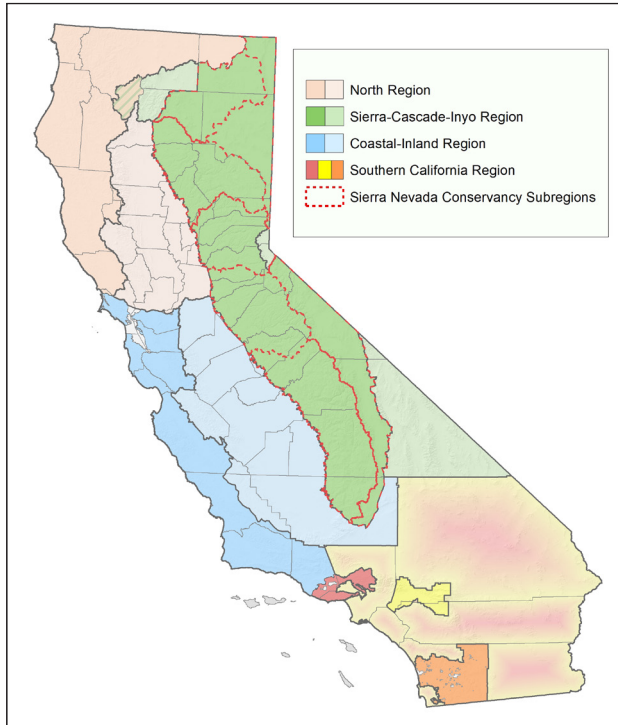 North Region
Sierra-Cascade-Inyo Region
Coastal-Inland Region
Southern California Region
Sierra Nevada Conservancy Subregions